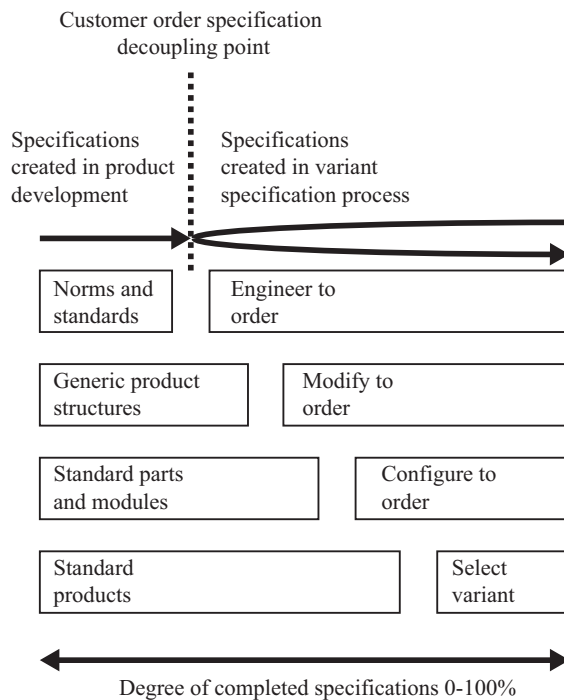 Customer order specification
decoupling point
Specifications
created in product
development
Specifications
created in variant
specification process
Norms and
standards
Engineer to
order
Generic product
structures
Modify to
order
Standard parts
and modules
Configure to
order
Standard
products
Select
variant
Degree of completed specifications 0-100%